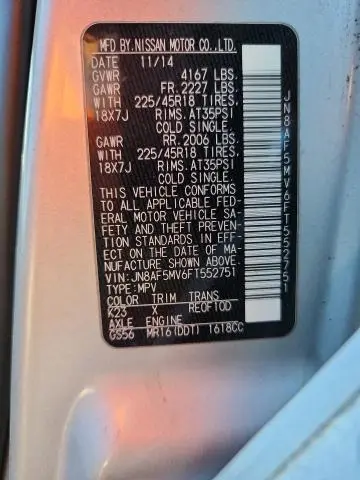 MFD BY.NISSAN MOTOR CO.,LTD.
DATE 11/14
GVWR 4167 LBS.
GAWR FR. 2227 LBS.
WITH 225/45R18 TIRES,
18X7J RIMS. AT35PSI
COLD SINGLE.
GAWR RR. 2006 LBS.
WITH 225/45R18 TIRES,
18X7J RIMS. AT35PSI
COLD SINGLE.
THIS VEHICLE CONFORMS
TO ALL APPLICABLE FED-
ERAL MOTOR VEHICLE SA-
FETY AND THEFT PREVEN-
TION STANDARDS IN EFF-
ECT ON THE DATE OF MA-
NUFACTURE SHOWN ABOVE.
VIN:JN8AF5MV6FT552751
TYPE:MPV
COLOR TRIM TRANS
K23 X RE0F10D
AXLE ENGINE
GS56 MR16(DDT) 1618CC
JN8AF5MV6FT552751